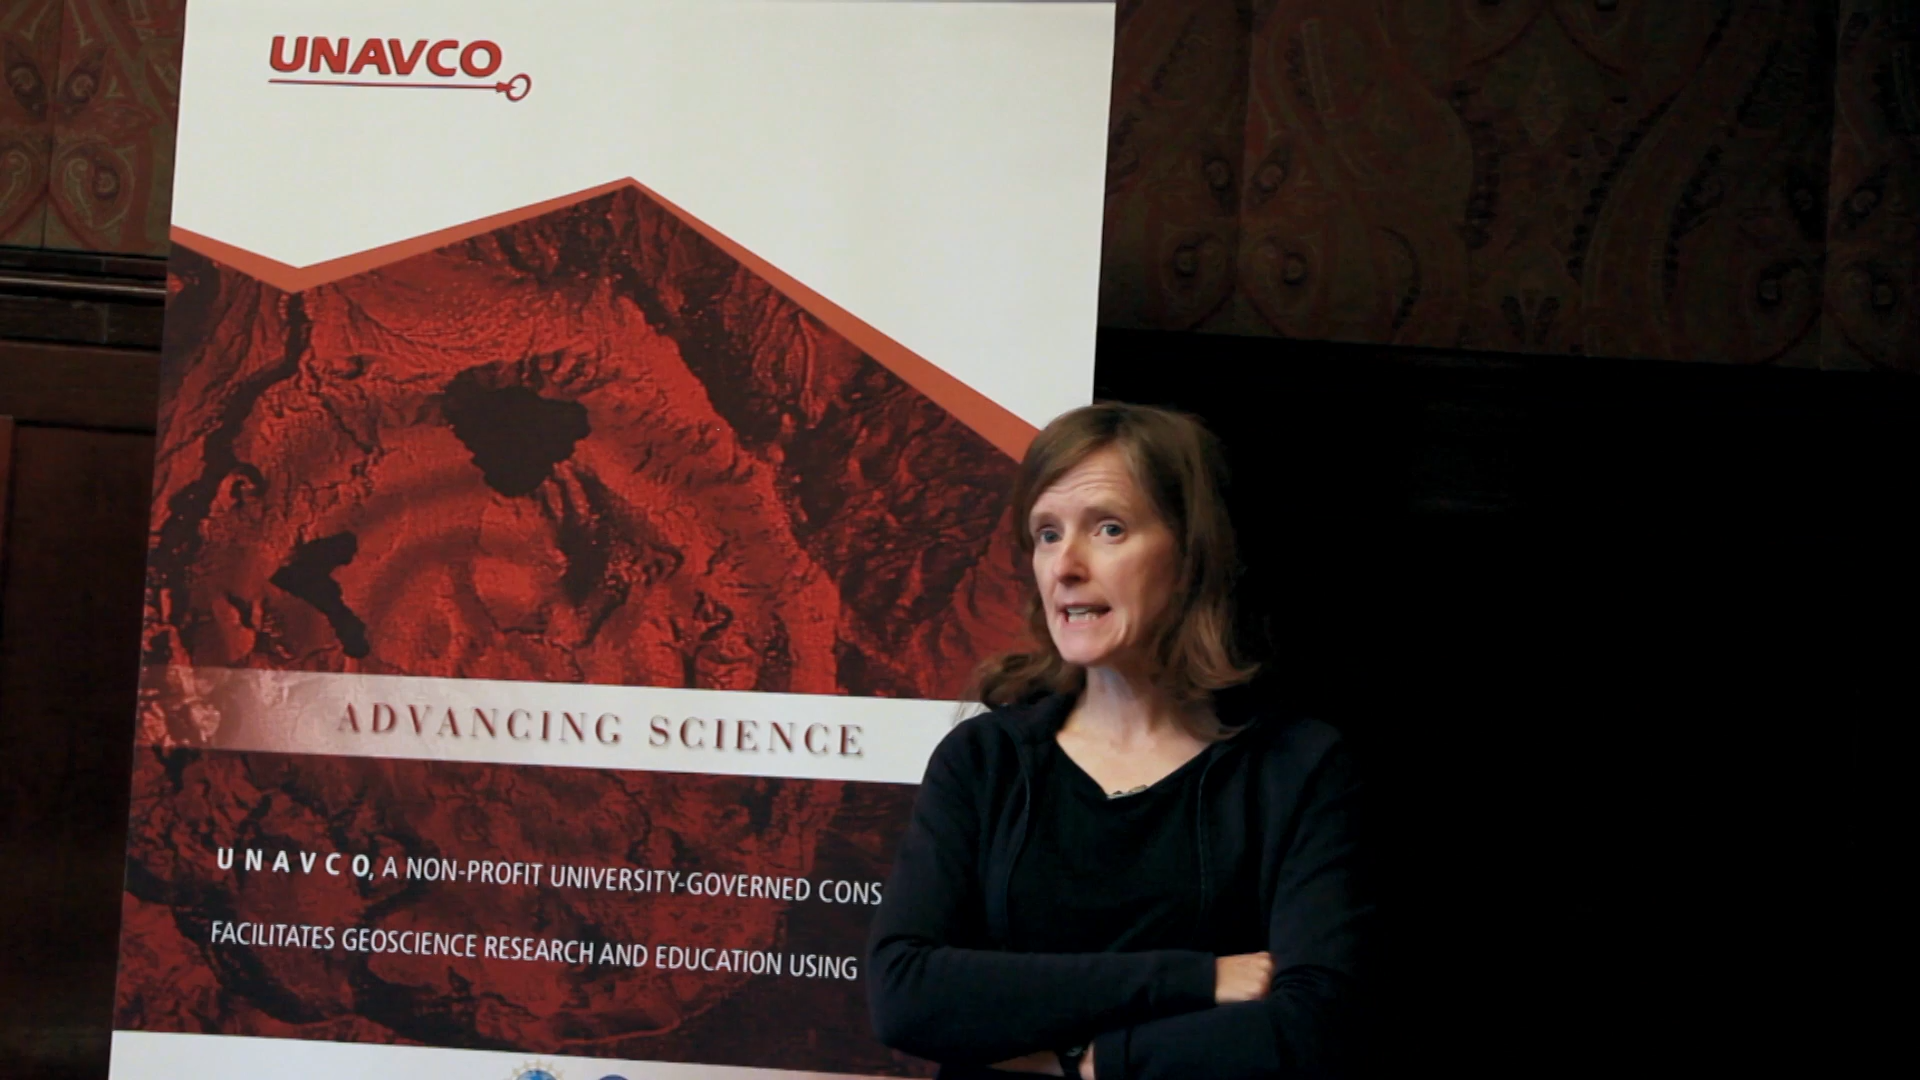 UNAVCO
ADVANCING SCIENCE
UNAVCO, A NON-PROFIT UNIVERSITY-GOVERNED CONS
FACILITATES GEOSCIENCE RESEARCH AND EDUCATION USING